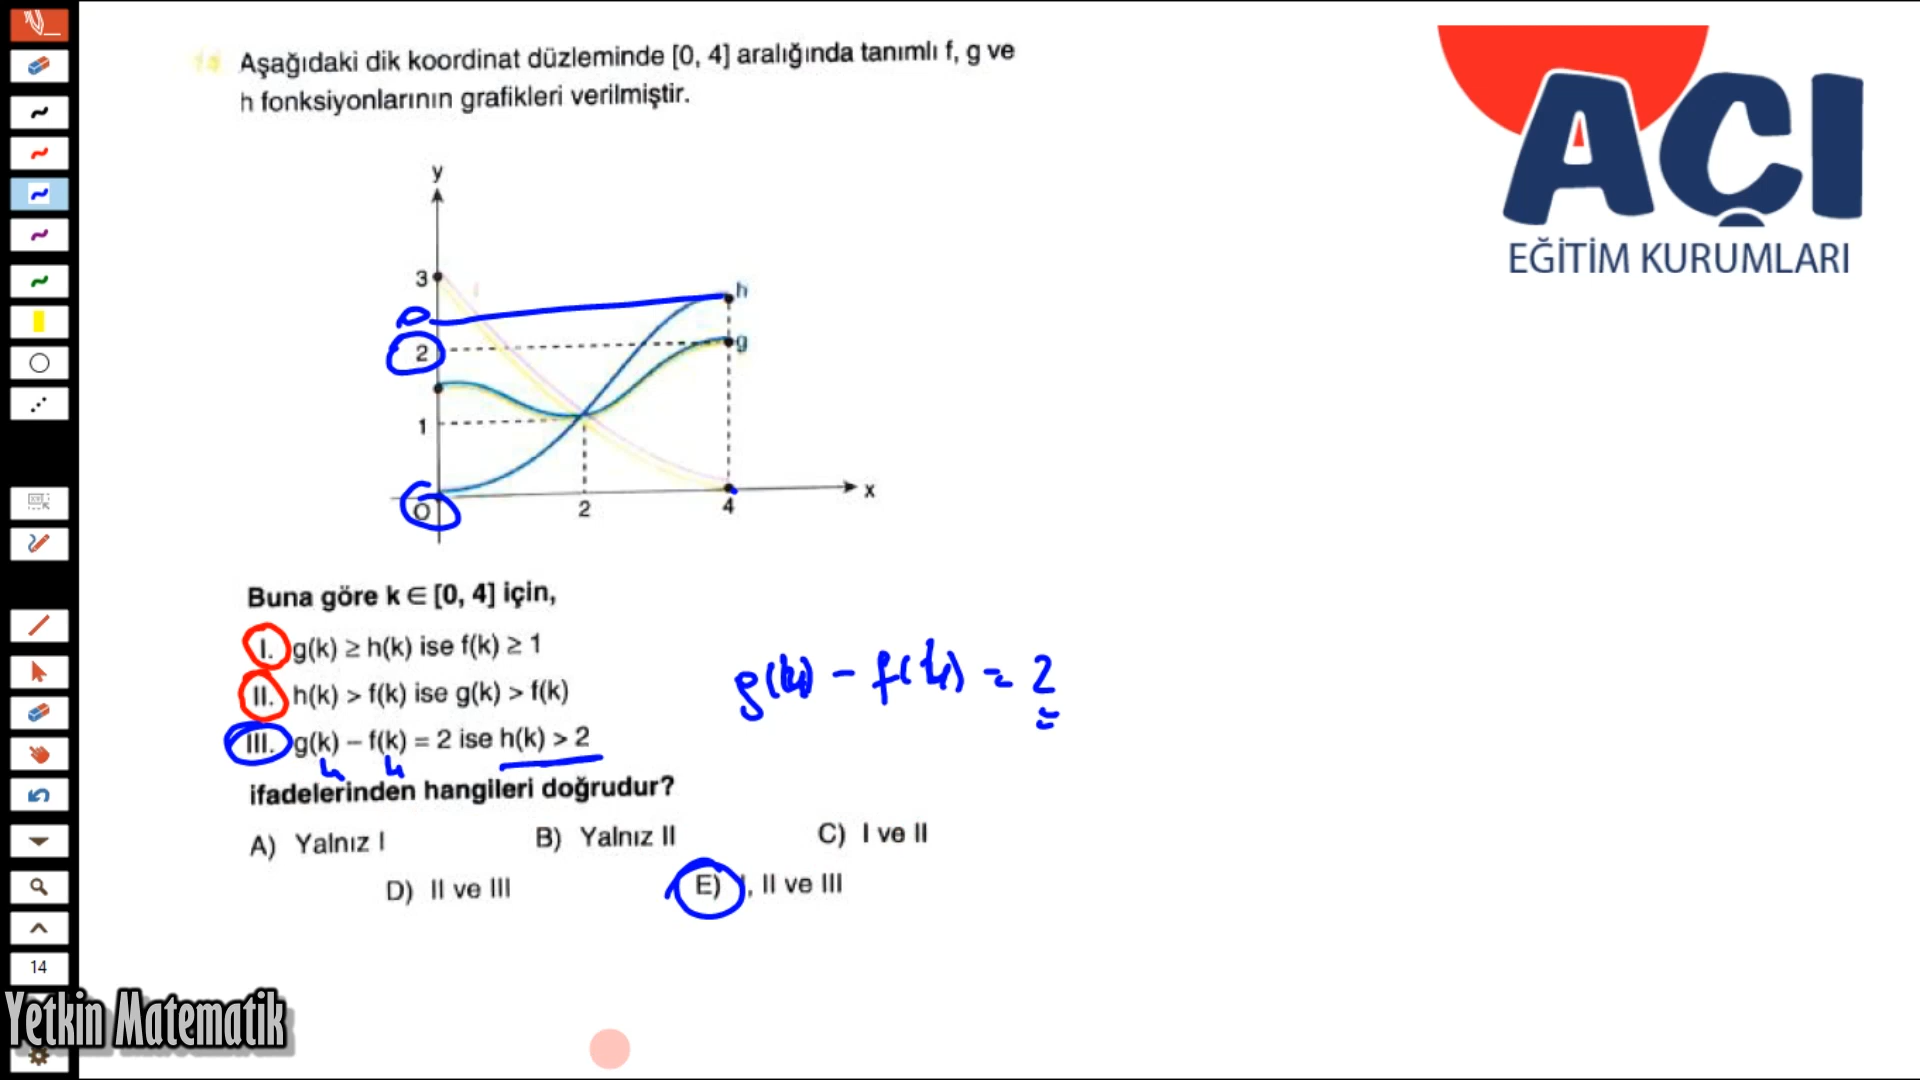 14 Aşağıdaki dik koordinat düzleminde [0, 4] aralığında tanımlı f, g ve
h fonksiyonlarının grafikleri verilmiştir.
AÇI
EĞİTİM KURUMLARI
y
3
f
h
2
g
1
O
2
4
x
Buna göre k ∈ [0, 4] için,
I. g(k) ≥ h(k) ise f(k) ≥ 1
II. h(k) > f(k) ise g(k) > f(k)
g(k) - f(k) = 2
III. g(k) – f(k) = 2 ise h(k) > 2
ifadelerinden hangileri doğrudur?
A) Yalnız I
B) Yalnız II
C) I ve II
D) II ve III
E) I, II ve III
14
Yetkin Matematik